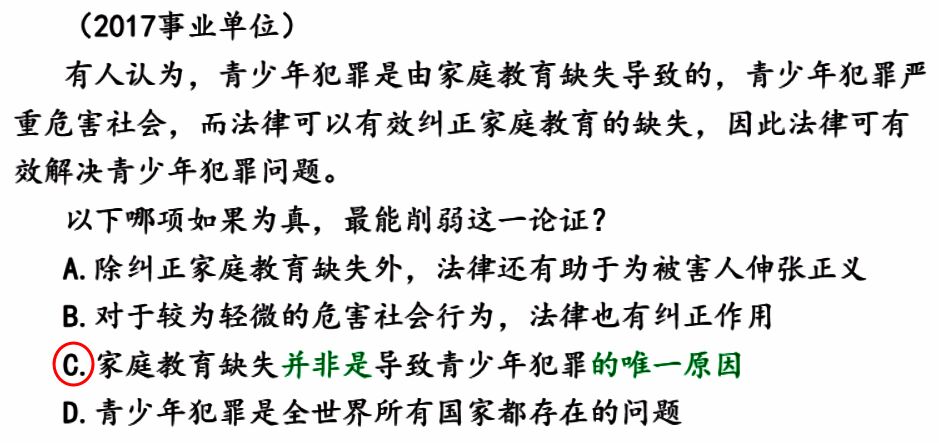 （2017事业单位）
有人认为，青少年犯罪是由家庭教育缺失导致的，青少年犯罪严
重危害社会，而法律可以有效纠正家庭教育的缺失，因此法律可有
效解决青少年犯罪问题。
以下哪项如果为真，最能削弱这一论证？
A.除纠正家庭教育缺失外，法律还有助于为被害人伸张正义
B.对于较为轻微的危害社会行为，法律也有纠正作用
C.家庭教育缺失并非是导致青少年犯罪的唯一原因
D.青少年犯罪是全世界所有国家都存在的问题